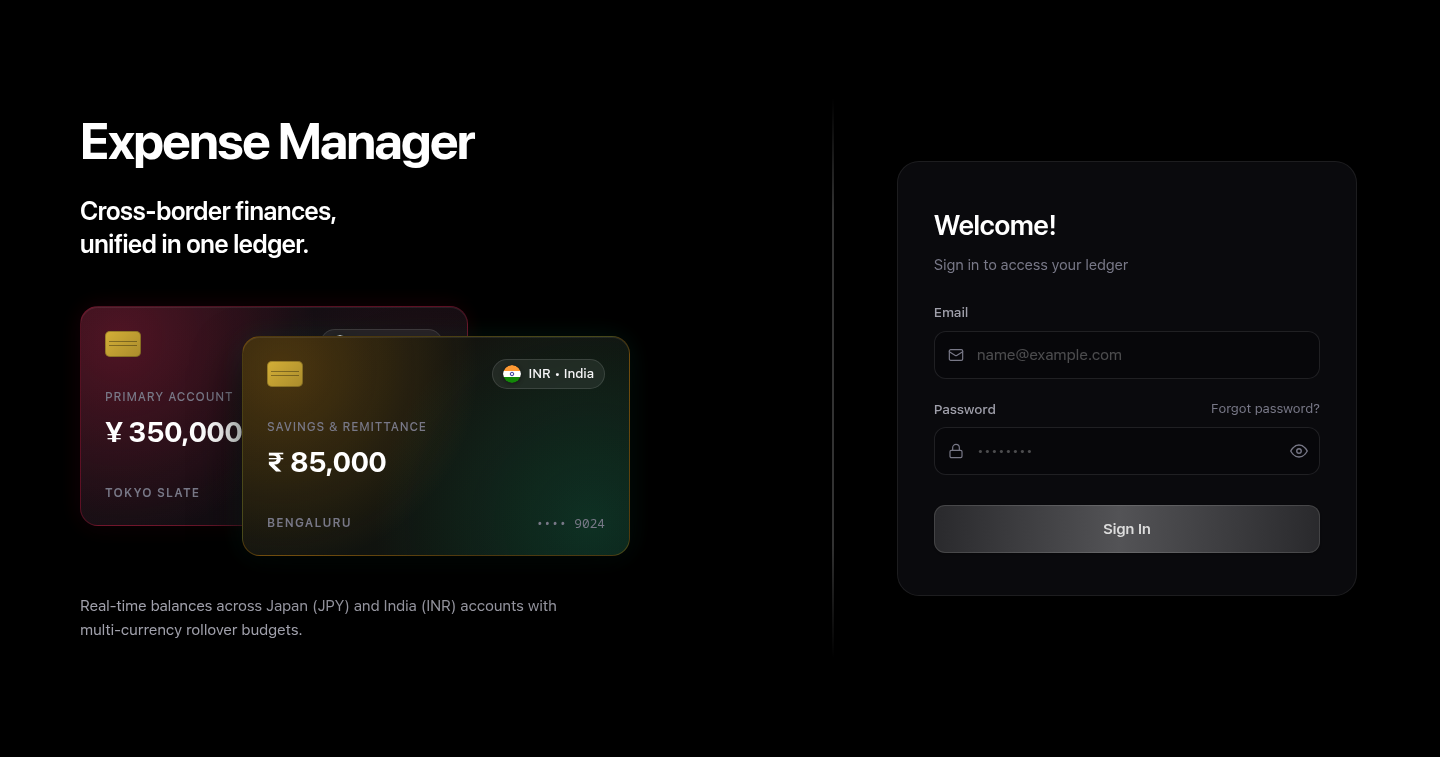 Expense Manager
Cross-border finances,
unified in one ledger.
PRIMARY ACCOUNT
¥ 350,000
TOKYO SLATE
INR • India
SAVINGS & REMITTANCE
₹ 85,000
BENGALURU
•••• 9024
Real-time balances across Japan (JPY) and India (INR) accounts with
multi-currency rollover budgets.
Welcome!
Sign in to access your ledger
Email
name@example.com
Password
Forgot password?
••••••••
Sign In